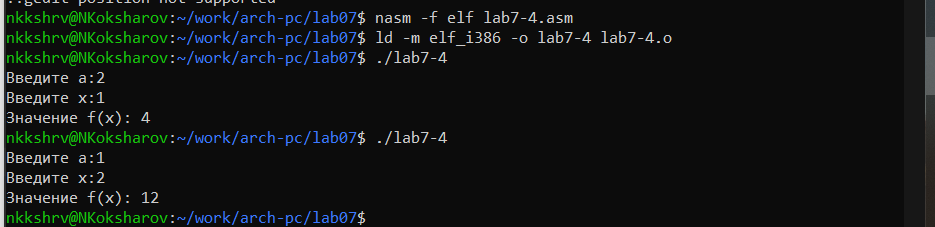 nkkshrv@NKoksharov:~/work/arch-pc/lab07$ nasm -f elf lab7-4.asm
nkkshrv@NKoksharov:~/work/arch-pc/lab07$ ld -m elf_i386 -o lab7-4 lab7-4.o
nkkshrv@NKoksharov:~/work/arch-pc/lab07$ ./lab7-4
Введите a:2
Введите x:1
Значение f(x): 4
nkkshrv@NKoksharov:~/work/arch-pc/lab07$ ./lab7-4
Введите a:1
Введите x:2
Значение f(x): 12
nkkshrv@NKoksharov:~/work/arch-pc/lab07$